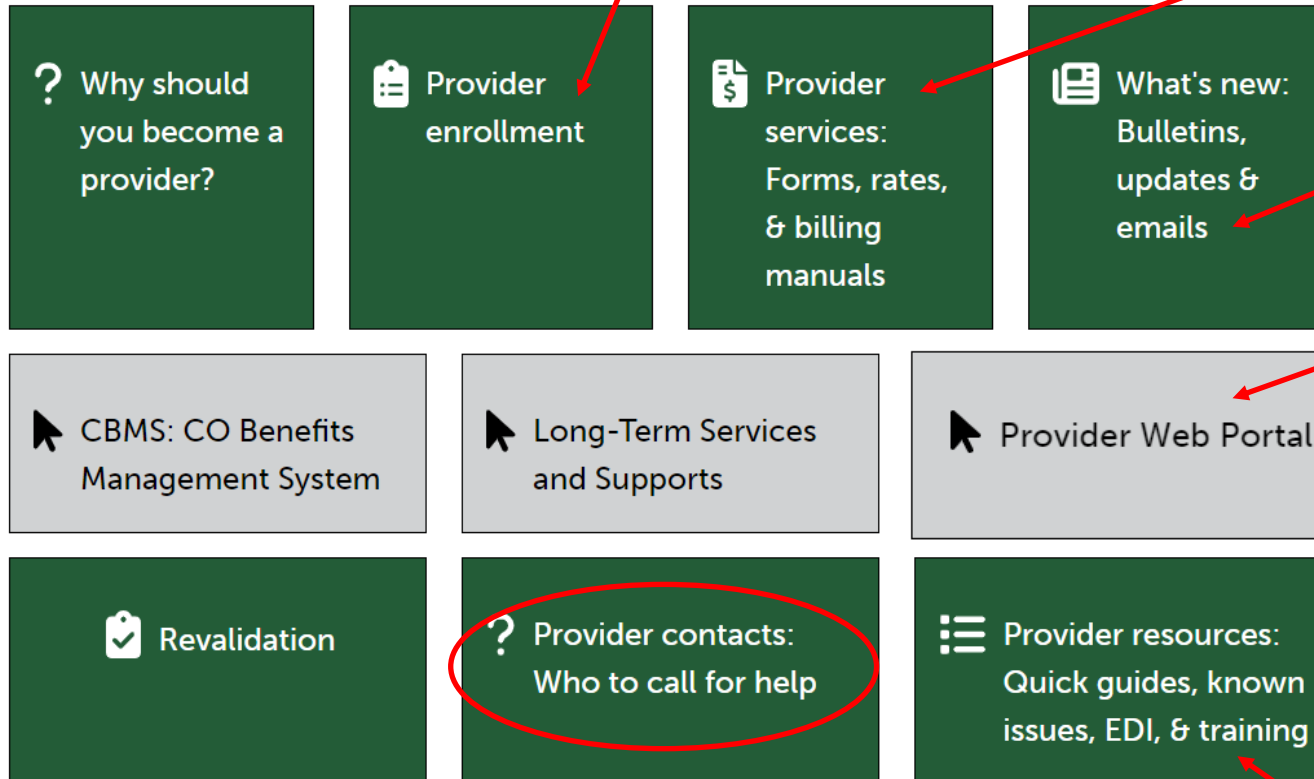 Why should
you become a
provider?
Provider
enrollment
Provider
services:
Forms, rates,
& billing
manuals
What's new:
Bulletins,
updates &
emails
CBMS: CO Benefits
Management System
Long-Term Services
and Supports
Provider Web Portal
Revalidation
Provider contacts:
Who to call for help
Provider resources:
Quick guides, known
issues, EDI, & training